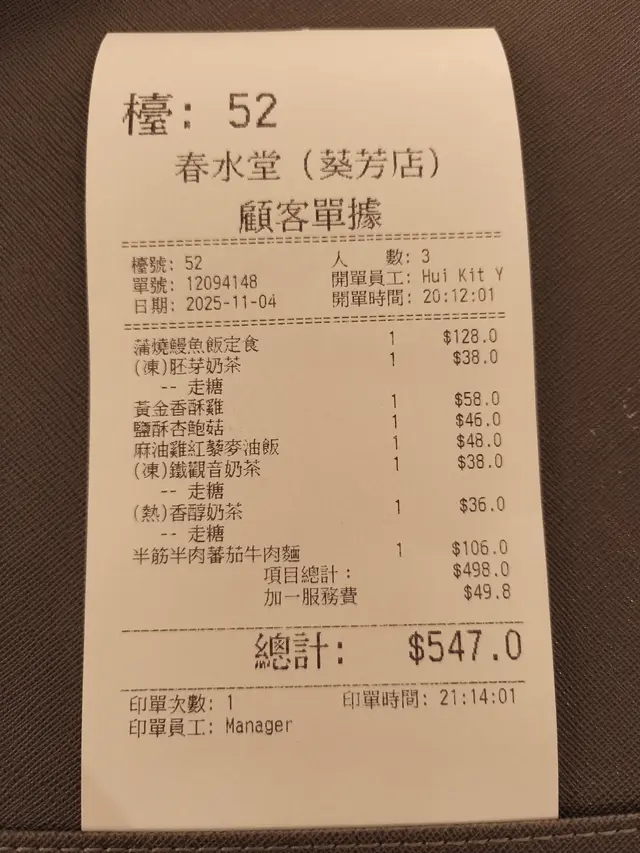 檯: 52
春水堂 (葵芳店)
顧客單據
檯號: 52 人 數: 3
單號: 12094148 開單員工: Hui Kit Y
日期: 2025-11-04 開單時間: 20:12:01
蒲燒鰻魚飯定食 1 $128.0
(凍)胚芽奶茶 1 $38.0
-- 走糖
黃金香酥雞 1 $58.0
鹽酥杏鮑菇 1 $46.0
麻油雞紅藜麥油飯 1 $48.0
(凍)鐵觀音奶茶 1 $38.0
-- 走糖
(熱)香醇奶茶 1 $36.0
-- 走糖
半筋半肉蕃茄牛肉麵 1 $106.0
項目總計: $498.0
加一服務費 $49.8
總計: $547.0
印單次數: 1 印單時間: 21:14:01
印單員工: Manager